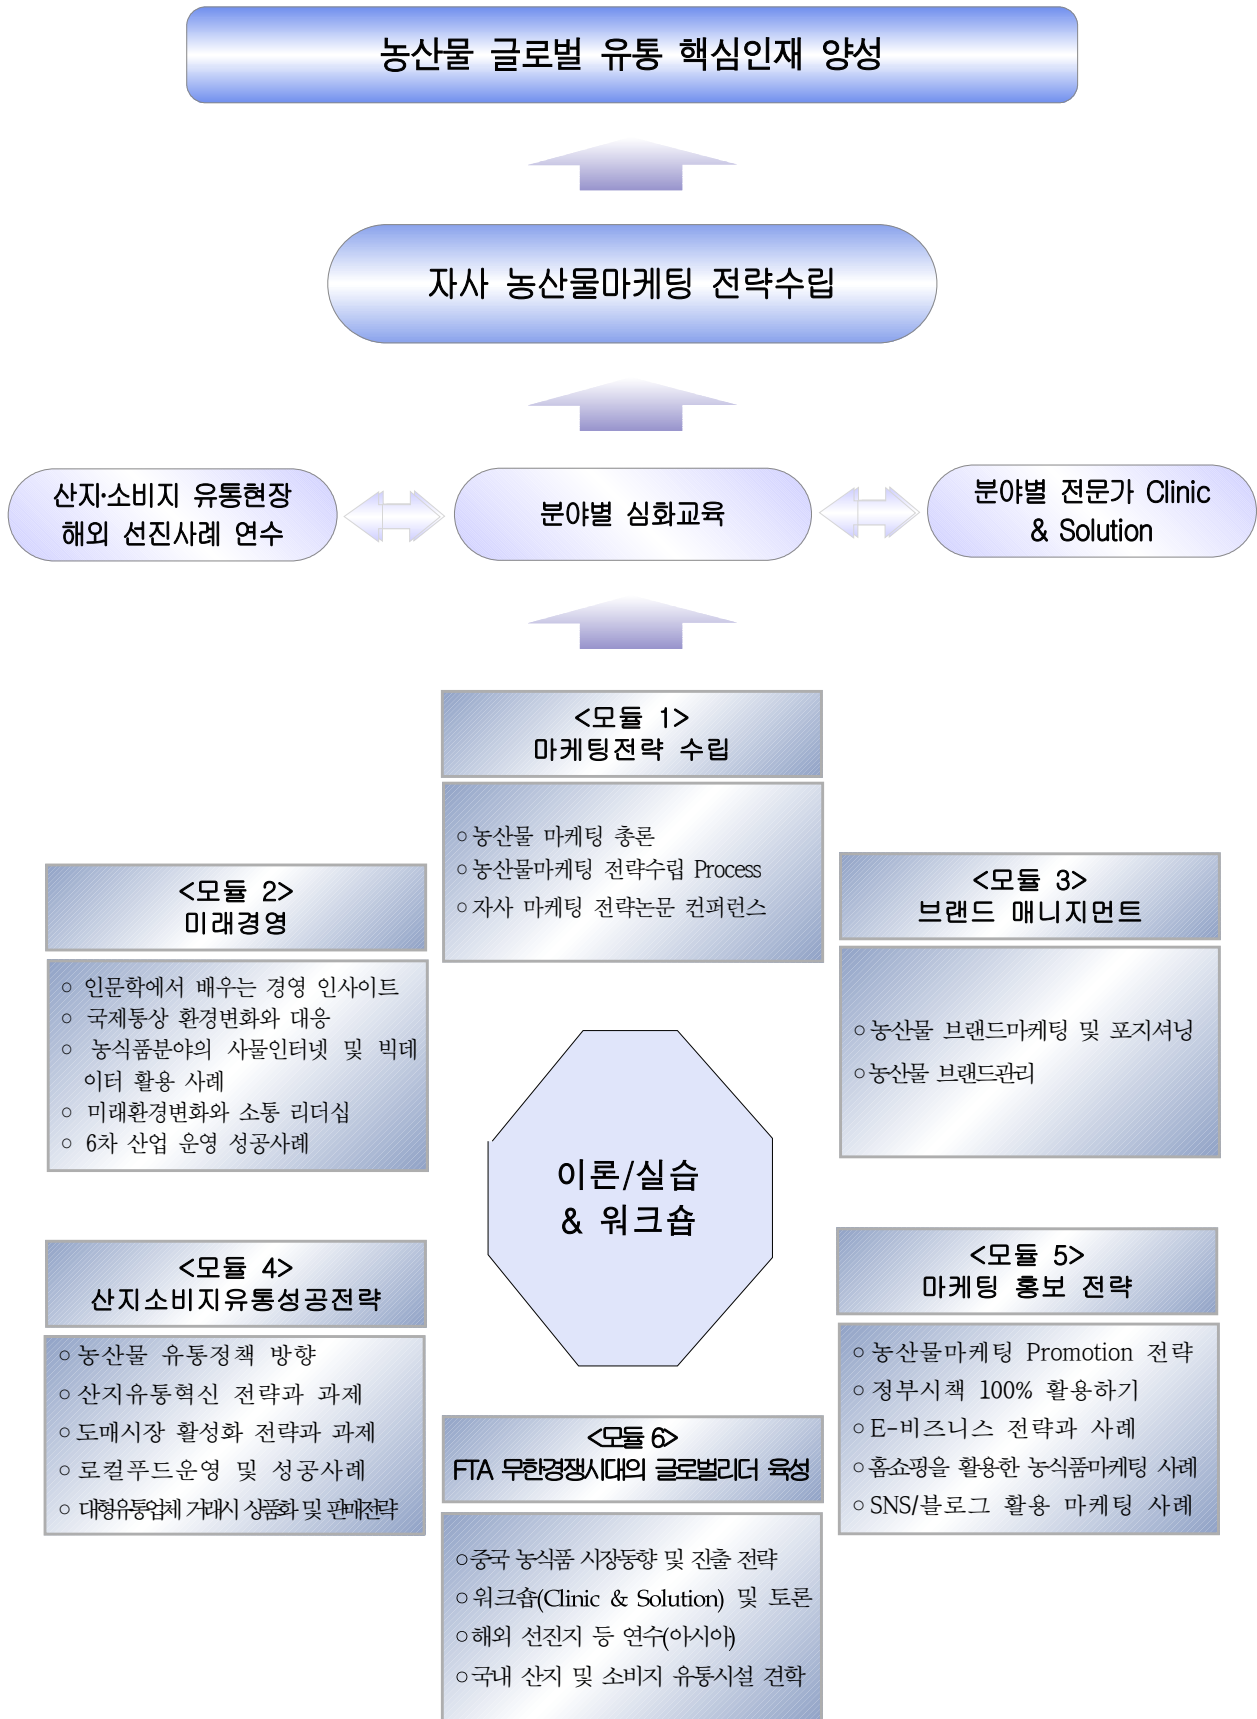 농산물 글로벌 유통 핵심인재 양성
자사 농산물마케팅 전략수립
산지·소비지 유통현장
해외 선진사례 연수
분야별 심화교육
분야별 전문가 Clinic
& Solution
<모듈 1>
마케팅전략 수립
○농산물 마케팅 총론
○농산물마케팅 전략수립 Process
○자사 마케팅 전략논문 컨퍼런스
<모듈 2>
미래경영
○ 인문학에서 배우는 경영 인사이트
○ 국제통상 환경변화와 대응
○ 농식품분야의 사물인터넷 및 빅데
이터 활용 사례
○ 미래환경변화와 소통 리더십
○ 6차 산업 운영 성공사례
<모듈 3>
브랜드 매니지먼트
○농산물 브랜드마케팅 및 포지셔닝
○농산물 브랜드관리
이론/실습
& 워크숍
<모듈 4>
산지소비지유통성공전략
○농산물 유통정책 방향
○산지유통혁신 전략과 과제
○도매시장 활성화 전략과 과제
○로컬푸드운영 및 성공사례
○대형유통업체 거래시 상품화 및 판매전략
<모듈 5>
마케팅 홍보 전략
○농산물마케팅 Promotion 전략
○정부시책 100% 활용하기
○E-비즈니스 전략과 사례
○홈쇼핑을 활용한 농식품마케팅 사례
○SNS/블로그 활용 마케팅 사례
<모듈 6>
FTA 무한경쟁시대의 글로벌리더 육성
○중국 농식품 시장동향 및 진출 전략
○워크숍(Clinic & Solution) 및 토론
○해외 선진지 등 연수(아시아)
○국내 산지 및 소비지 유통시설 견학